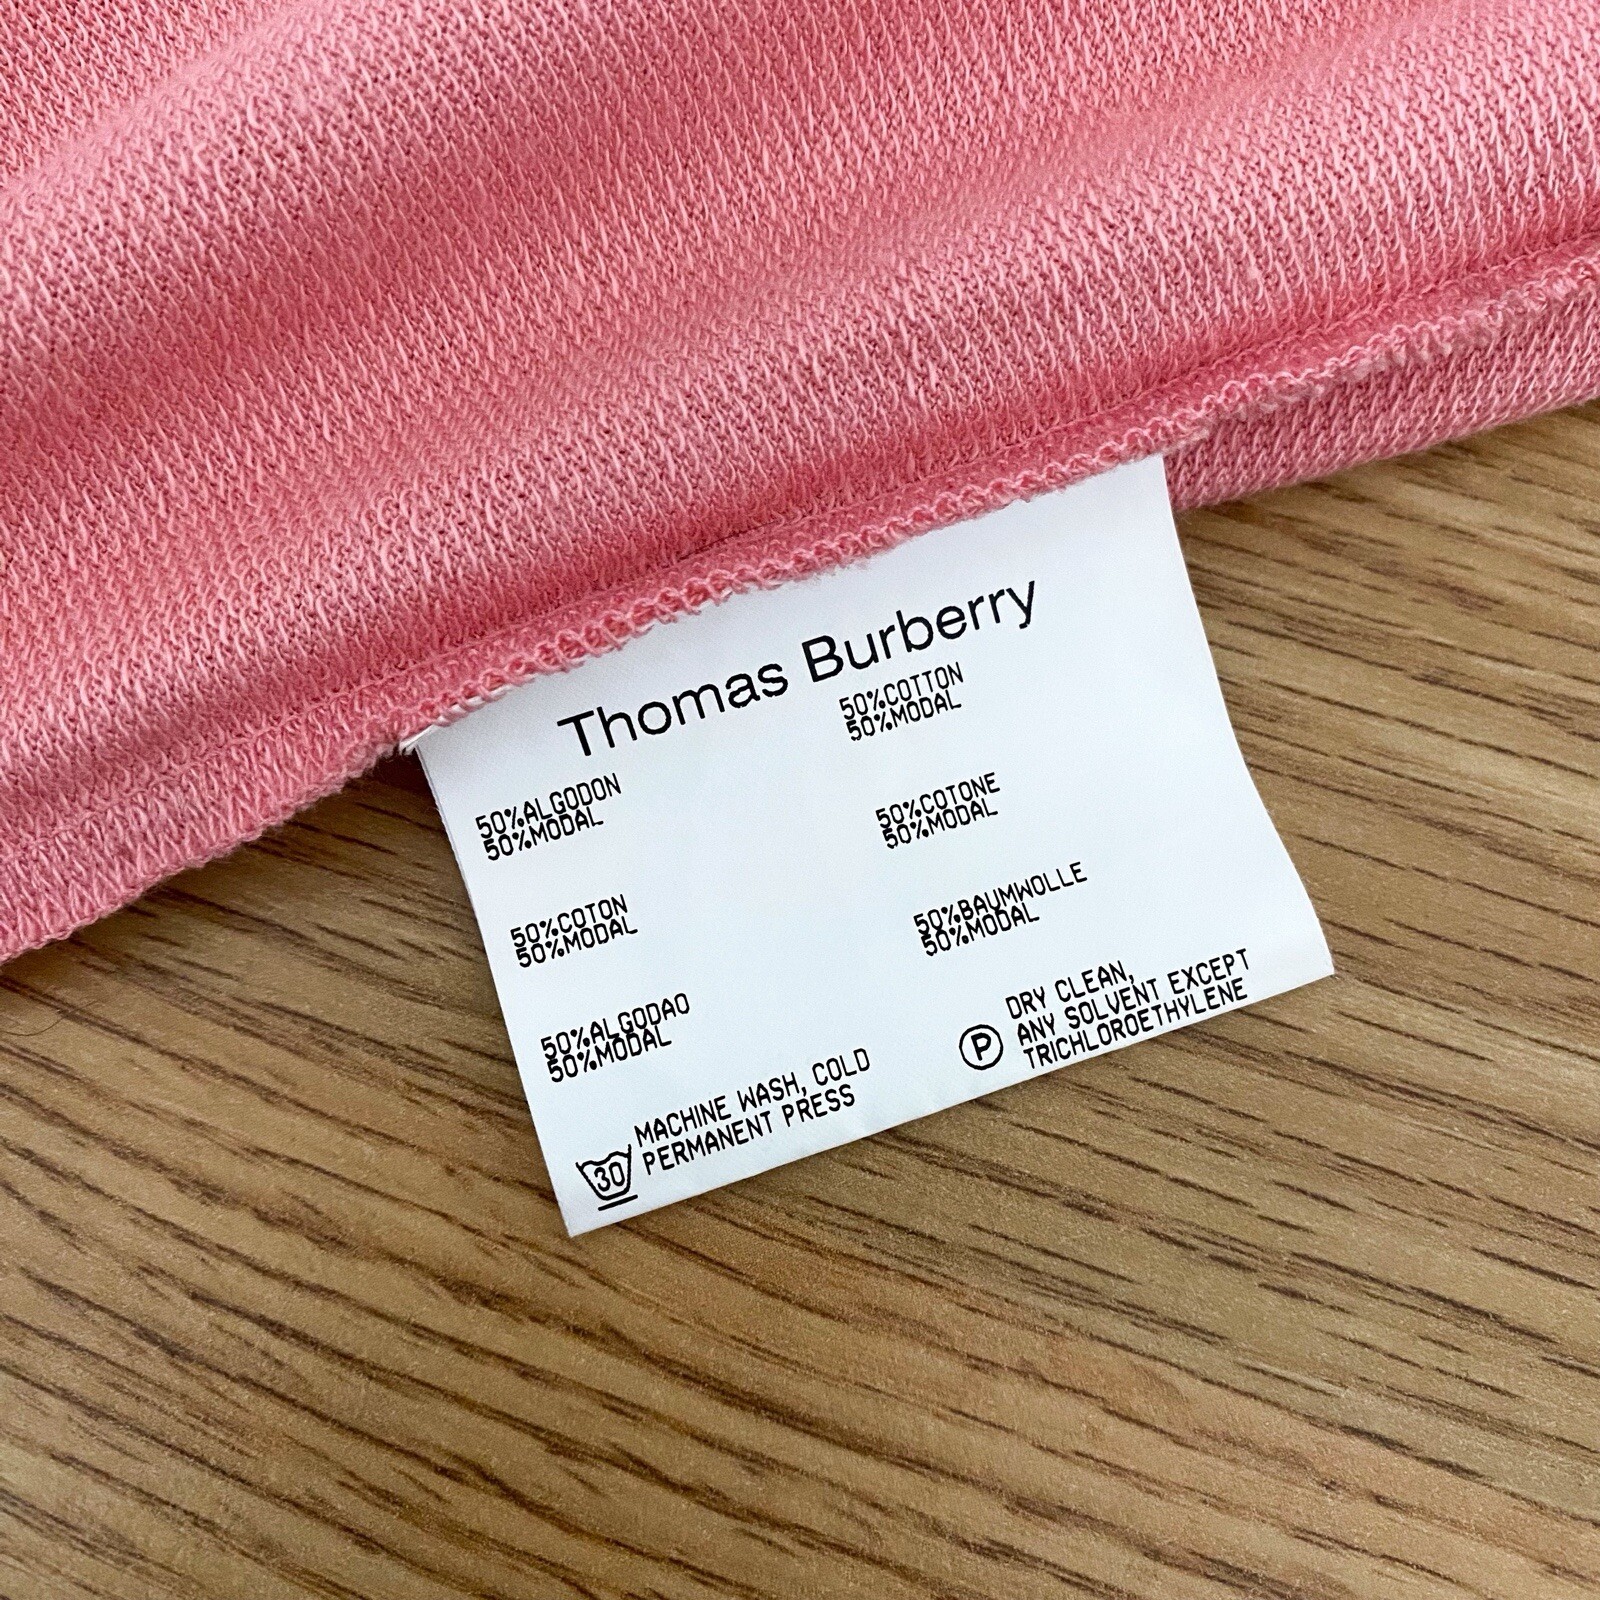 Thomas Burberry
50%COTTON
50%MODAL
50%ALGODON
50%MODAL
50%COTONE
50%MODAL
50%COTON
50%MODAL
50%BAUMWOLLE
50%MODAL
50%ALGODAO
50%MODAL
30
MACHINE WASH, COLD
PERMANENT PRESS
P
DRY CLEAN,
ANY SOLVENT EXCEPT
TRICHLOROETHYLENE